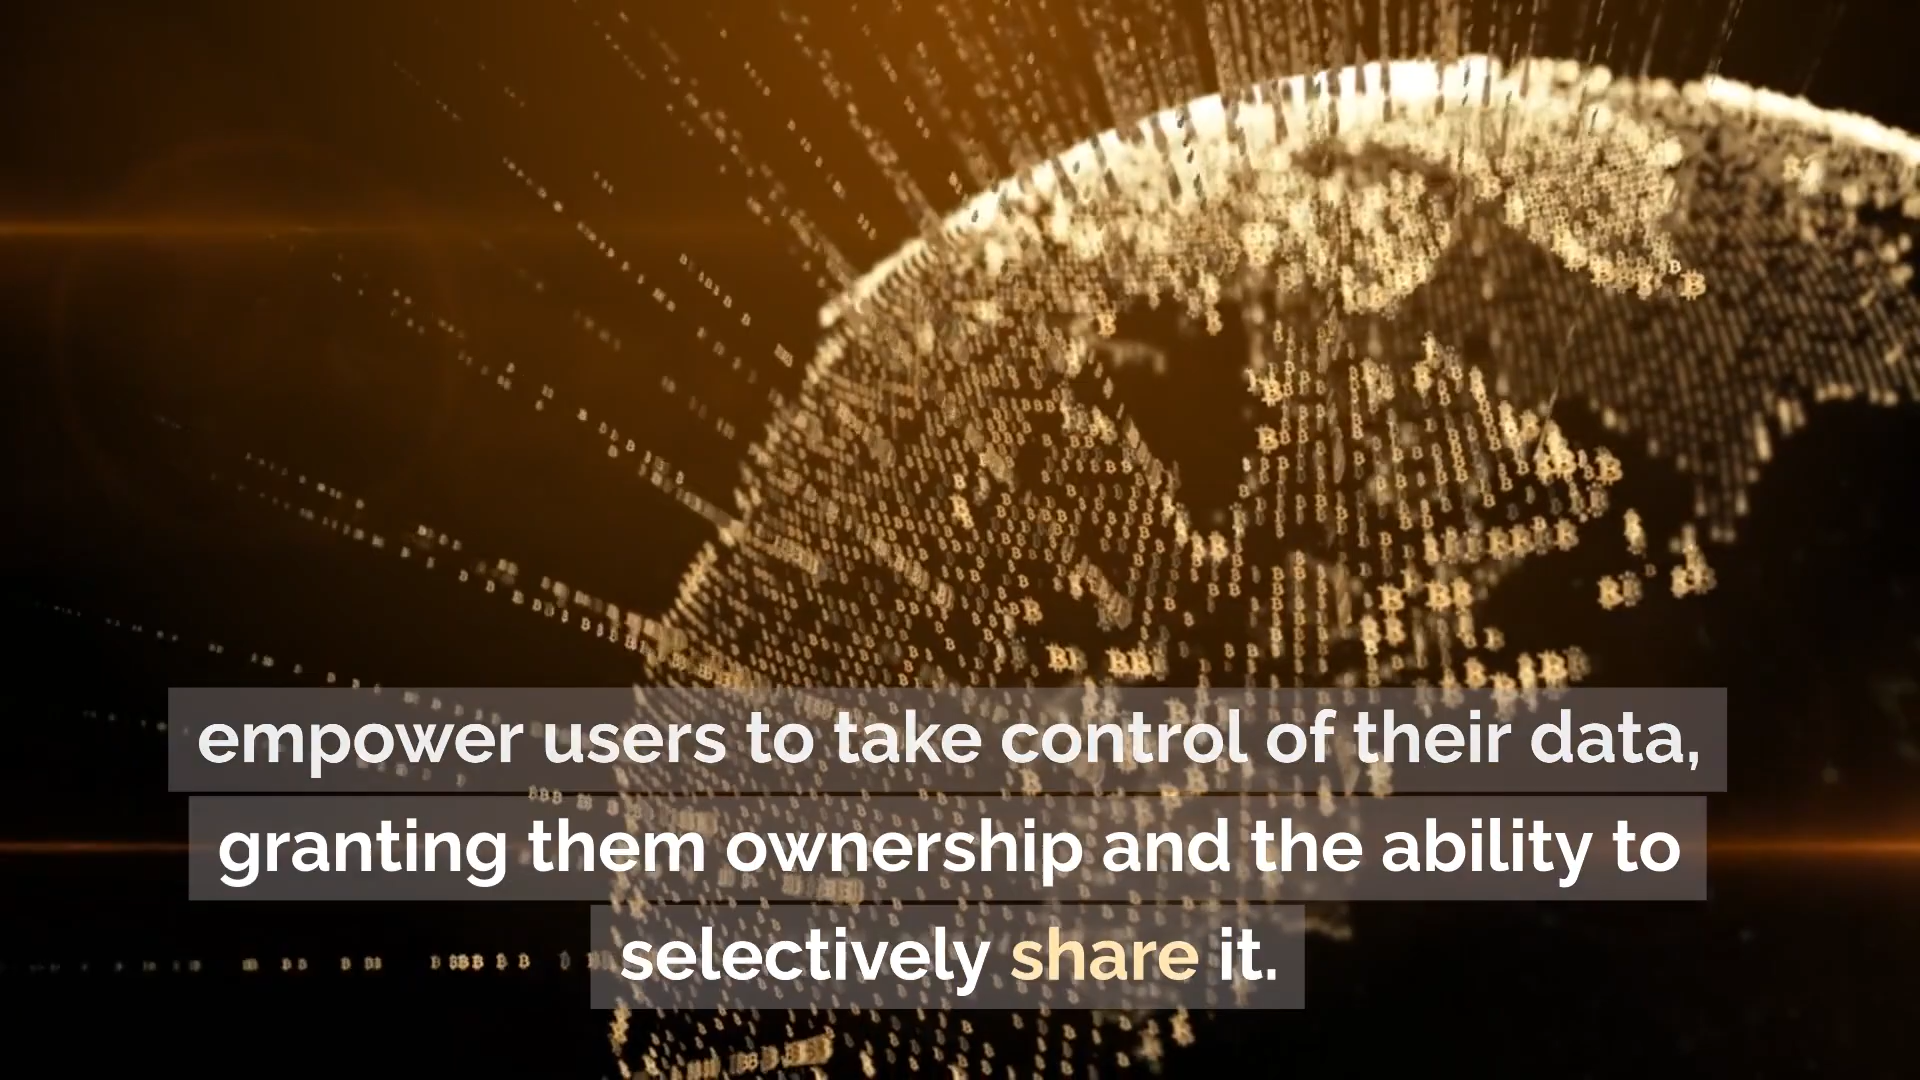 empower users to take control of their data,
granting them ownership and the ability to
selectively share it.